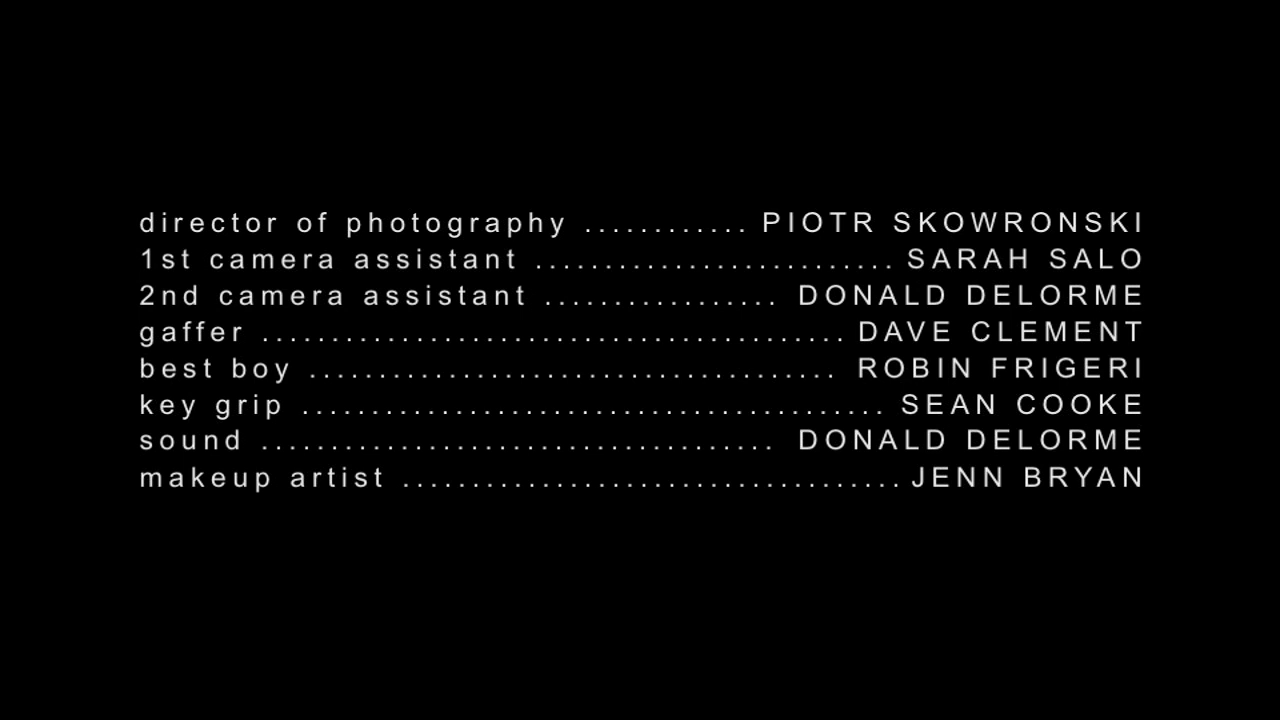 director of photography ............ PIOTR SKOWRONSKI
1st camera assistant .......................... SARAH SALO
2nd camera assistant ................. DONALD DELORME
gaffer .......................................... DAVE CLEMENT
best boy ...................................... ROBIN FRIGERI
key grip .......................................... SEAN COOKE
sound ..................................... DONALD DELORME
makeup artist .................................... JENN BRYAN